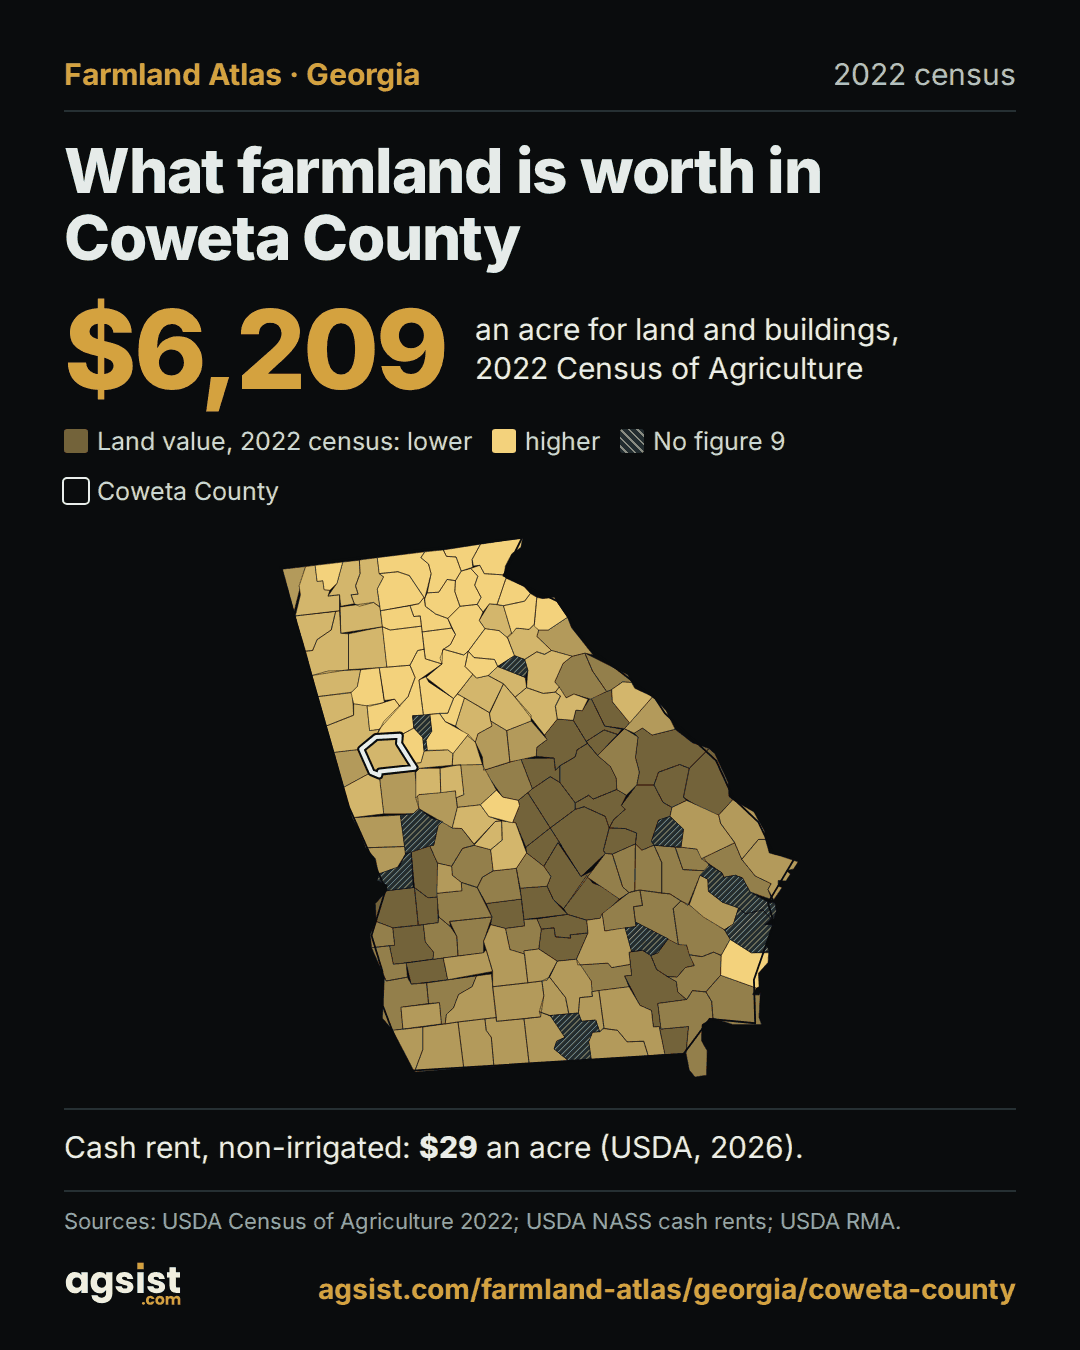 Farmland Atlas · Georgia
2022 census
What farmland is worth in
Coweta County
$6,209
an acre for land and buildings,
2022 Census of Agriculture
Land value, 2022 census: lower higher No figure 9
Coweta County
Cash rent, non-irrigated: $29 an acre (USDA, 2026).
Sources: USDA Census of Agriculture 2022; USDA NASS cash rents; USDA RMA.
agsist
.com
agsist.com/farmland-atlas/georgia/coweta-county